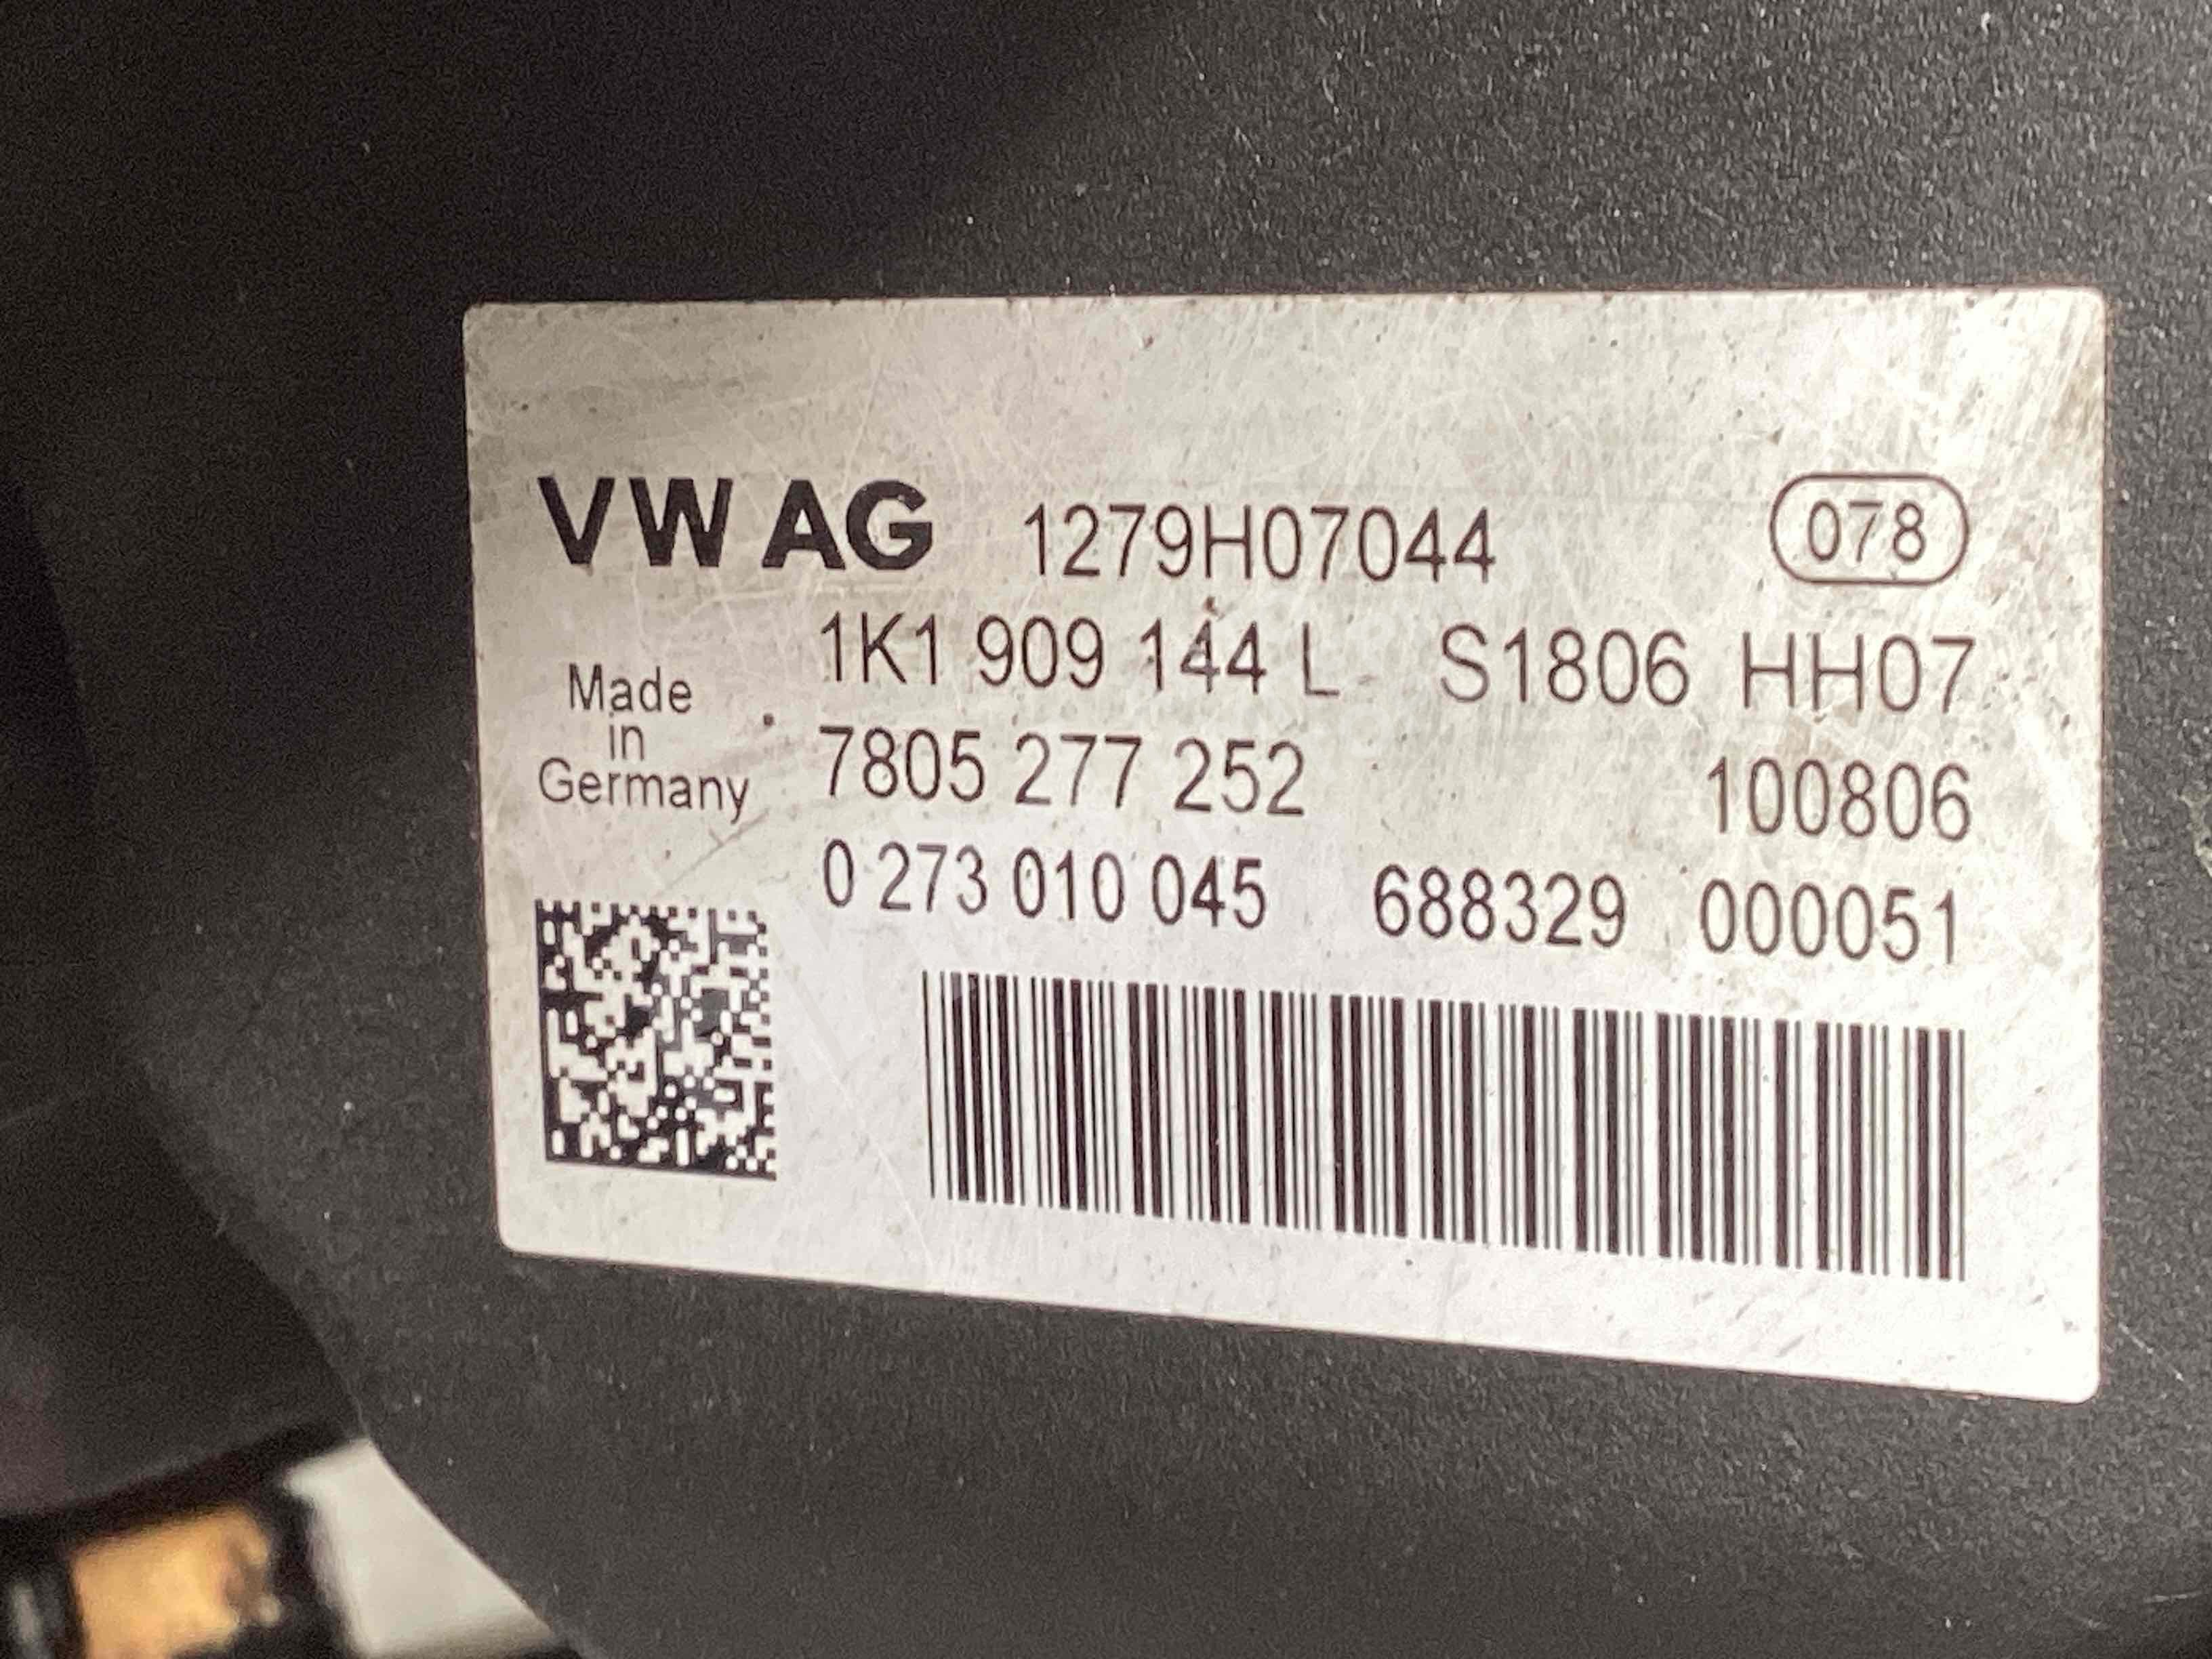 VW AG 1279H07044 078
1K1 909 144 L S1806 HH07
Made
in
Germany
7805 277 252 100806
0 273 010 045 688329 000051